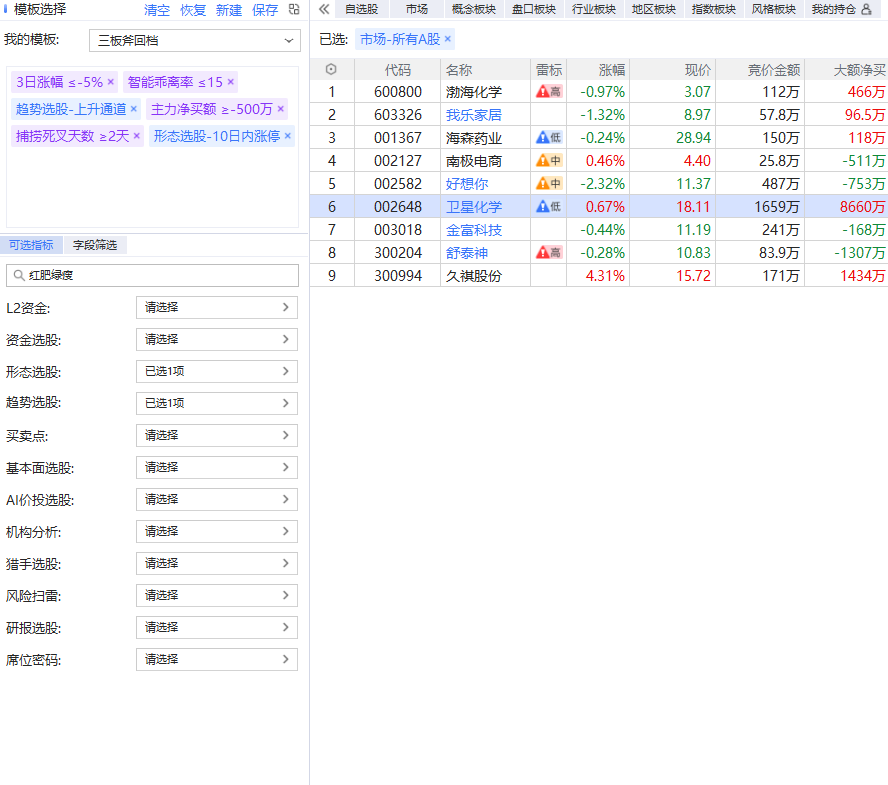 模板选择 清空 恢复 新建 保存
我的模板: 三板斧回档
3日涨幅 ≤-5% × 智能乖离率 ≤15 ×
趋势选股-上升通道 × 主力净买额 ≥-500万 ×
捕捞死叉天数 ≥2天 × 形态选股-10日内涨停 ×
可选指标 字段筛选
红肥绿瘦
L2资金: 请选择
资金选股: 请选择
形态选股: 已选1项
趋势选股: 已选1项
买卖点: 请选择
基本面选股: 请选择
AI价投选股: 请选择
机构分析: 请选择
猎手选股: 请选择
风险扫雷: 请选择
研报选股: 请选择
席位密码: 请选择
自选股 市场 概念板块 盘口板块 行业板块 地区板块 指数板块 风格板块 我的持仓
已选: 市场-所有A股 ×
代码 名称 雷标 涨幅 现价 竞价金额 大额净买
1 600800 渤海化学 高 -0.97% 3.07 112万 466万
2 603326 我乐家居 -1.32% 8.97 57.8万 96.5万
3 001367 海森药业 低 -0.24% 28.94 150万 118万
4 002127 南极电商 中 0.46% 4.40 25.8万 -511万
5 002582 好想你 中 -2.32% 11.37 487万 -753万
6 002648 卫星化学 低 0.67% 18.11 1659万 8660万
7 003018 金富科技 -0.44% 11.19 241万 -168万
8 300204 舒泰神 高 -0.28% 10.83 83.9万 -1307万
9 300994 久祺股份 4.31% 15.72 171万 1434万